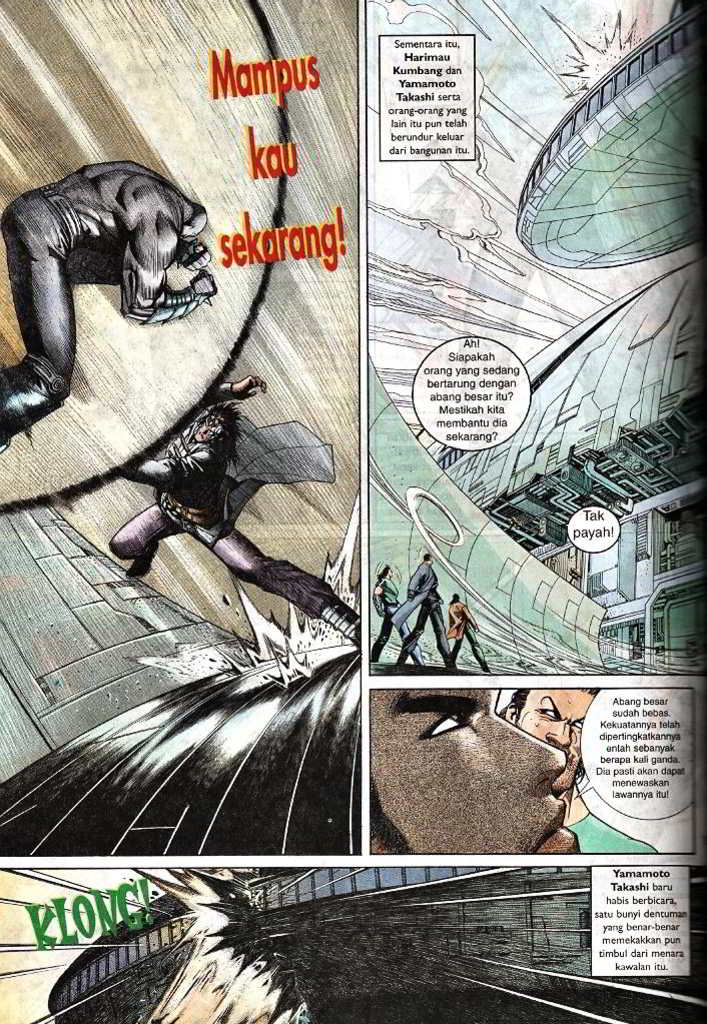 Mampus
kau
sekarang!
Sementara itu,
Harimau
Kumbang dan
Yamamoto
Takashi serta
orang-orang yang
lain itu pun telah
berundur keluar
dari bangunan itu.
Ah!
Siapakah
orang yang sedang
bertarung dengan
abang besar itu?
Mestikah kita
membantu dia
sekarang?
Tak
payah!
Abang besar
sudah bebas.
Kekuatannya telah
dipertingkatkannya
entah sebanyak
berapa kali ganda.
Dia pasti akan dapat
menewaskan
lawannya itu!
KLONG!
Yamamoto
Takashi baru
habis berbicara,
satu bunyi dentuman
yang benar-benar
memekakkan pun
timbul dari menara
kawalan itu.